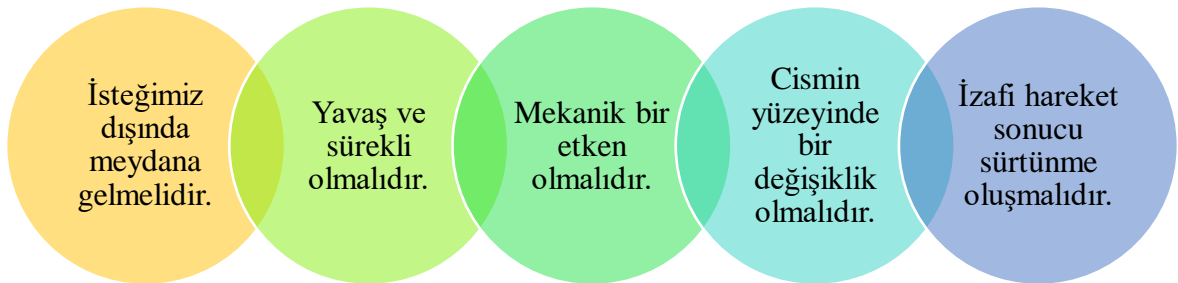 İsteğimiz
dışında
meydana
gelmelidir.
Yavaş ve
sürekli
olmalıdır.
Mekanik bir
etken
olmalıdır.
Cismin
yüzeyinde
bir
değişiklik
olmalıdır.
İzafi hareket
sonucu
sürtünme
oluşmalıdır.